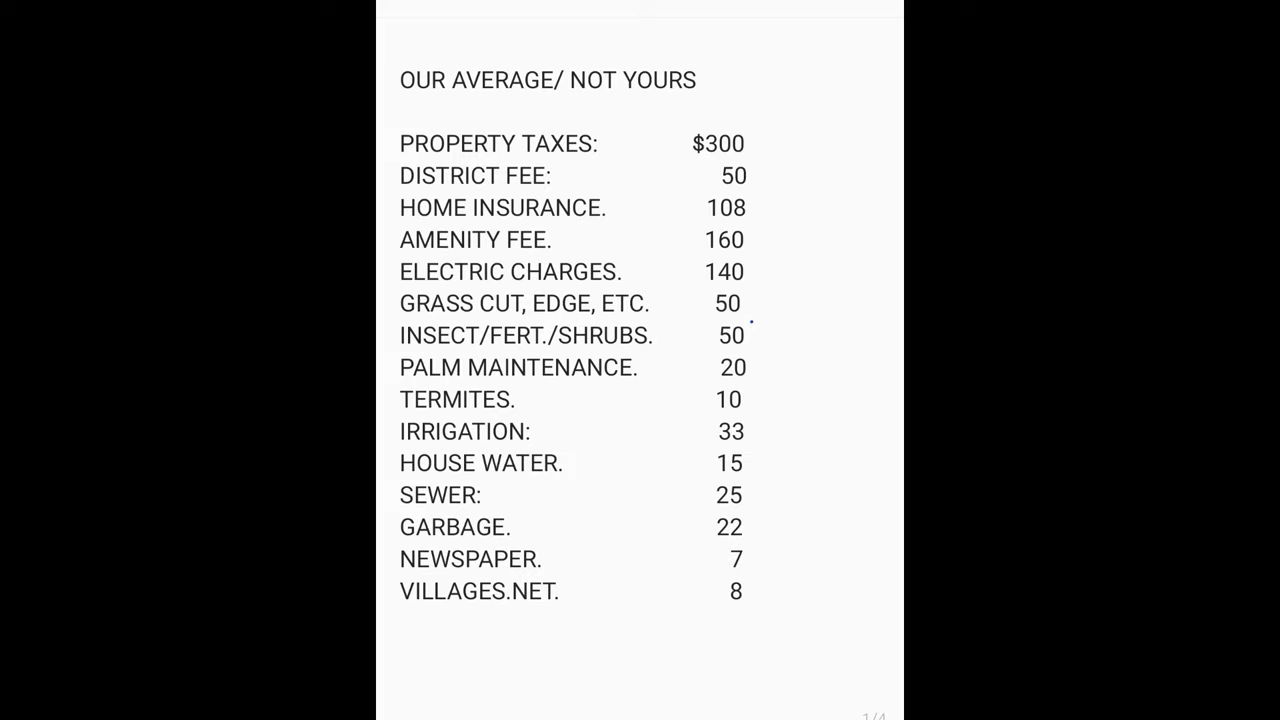 OUR AVERAGE/ NOT YOURS
PROPERTY TAXES: $300
DISTRICT FEE: 50
HOME INSURANCE. 108
AMENITY FEE. 160
ELECTRIC CHARGES. 140
GRASS CUT, EDGE, ETC. 50
INSECT/FERT./SHRUBS. 50
PALM MAINTENANCE. 20
TERMITES. 10
IRRIGATION: 33
HOUSE WATER. 15
SEWER: 25
GARBAGE. 22
NEWSPAPER. 7
VILLAGES.NET. 8
1/4